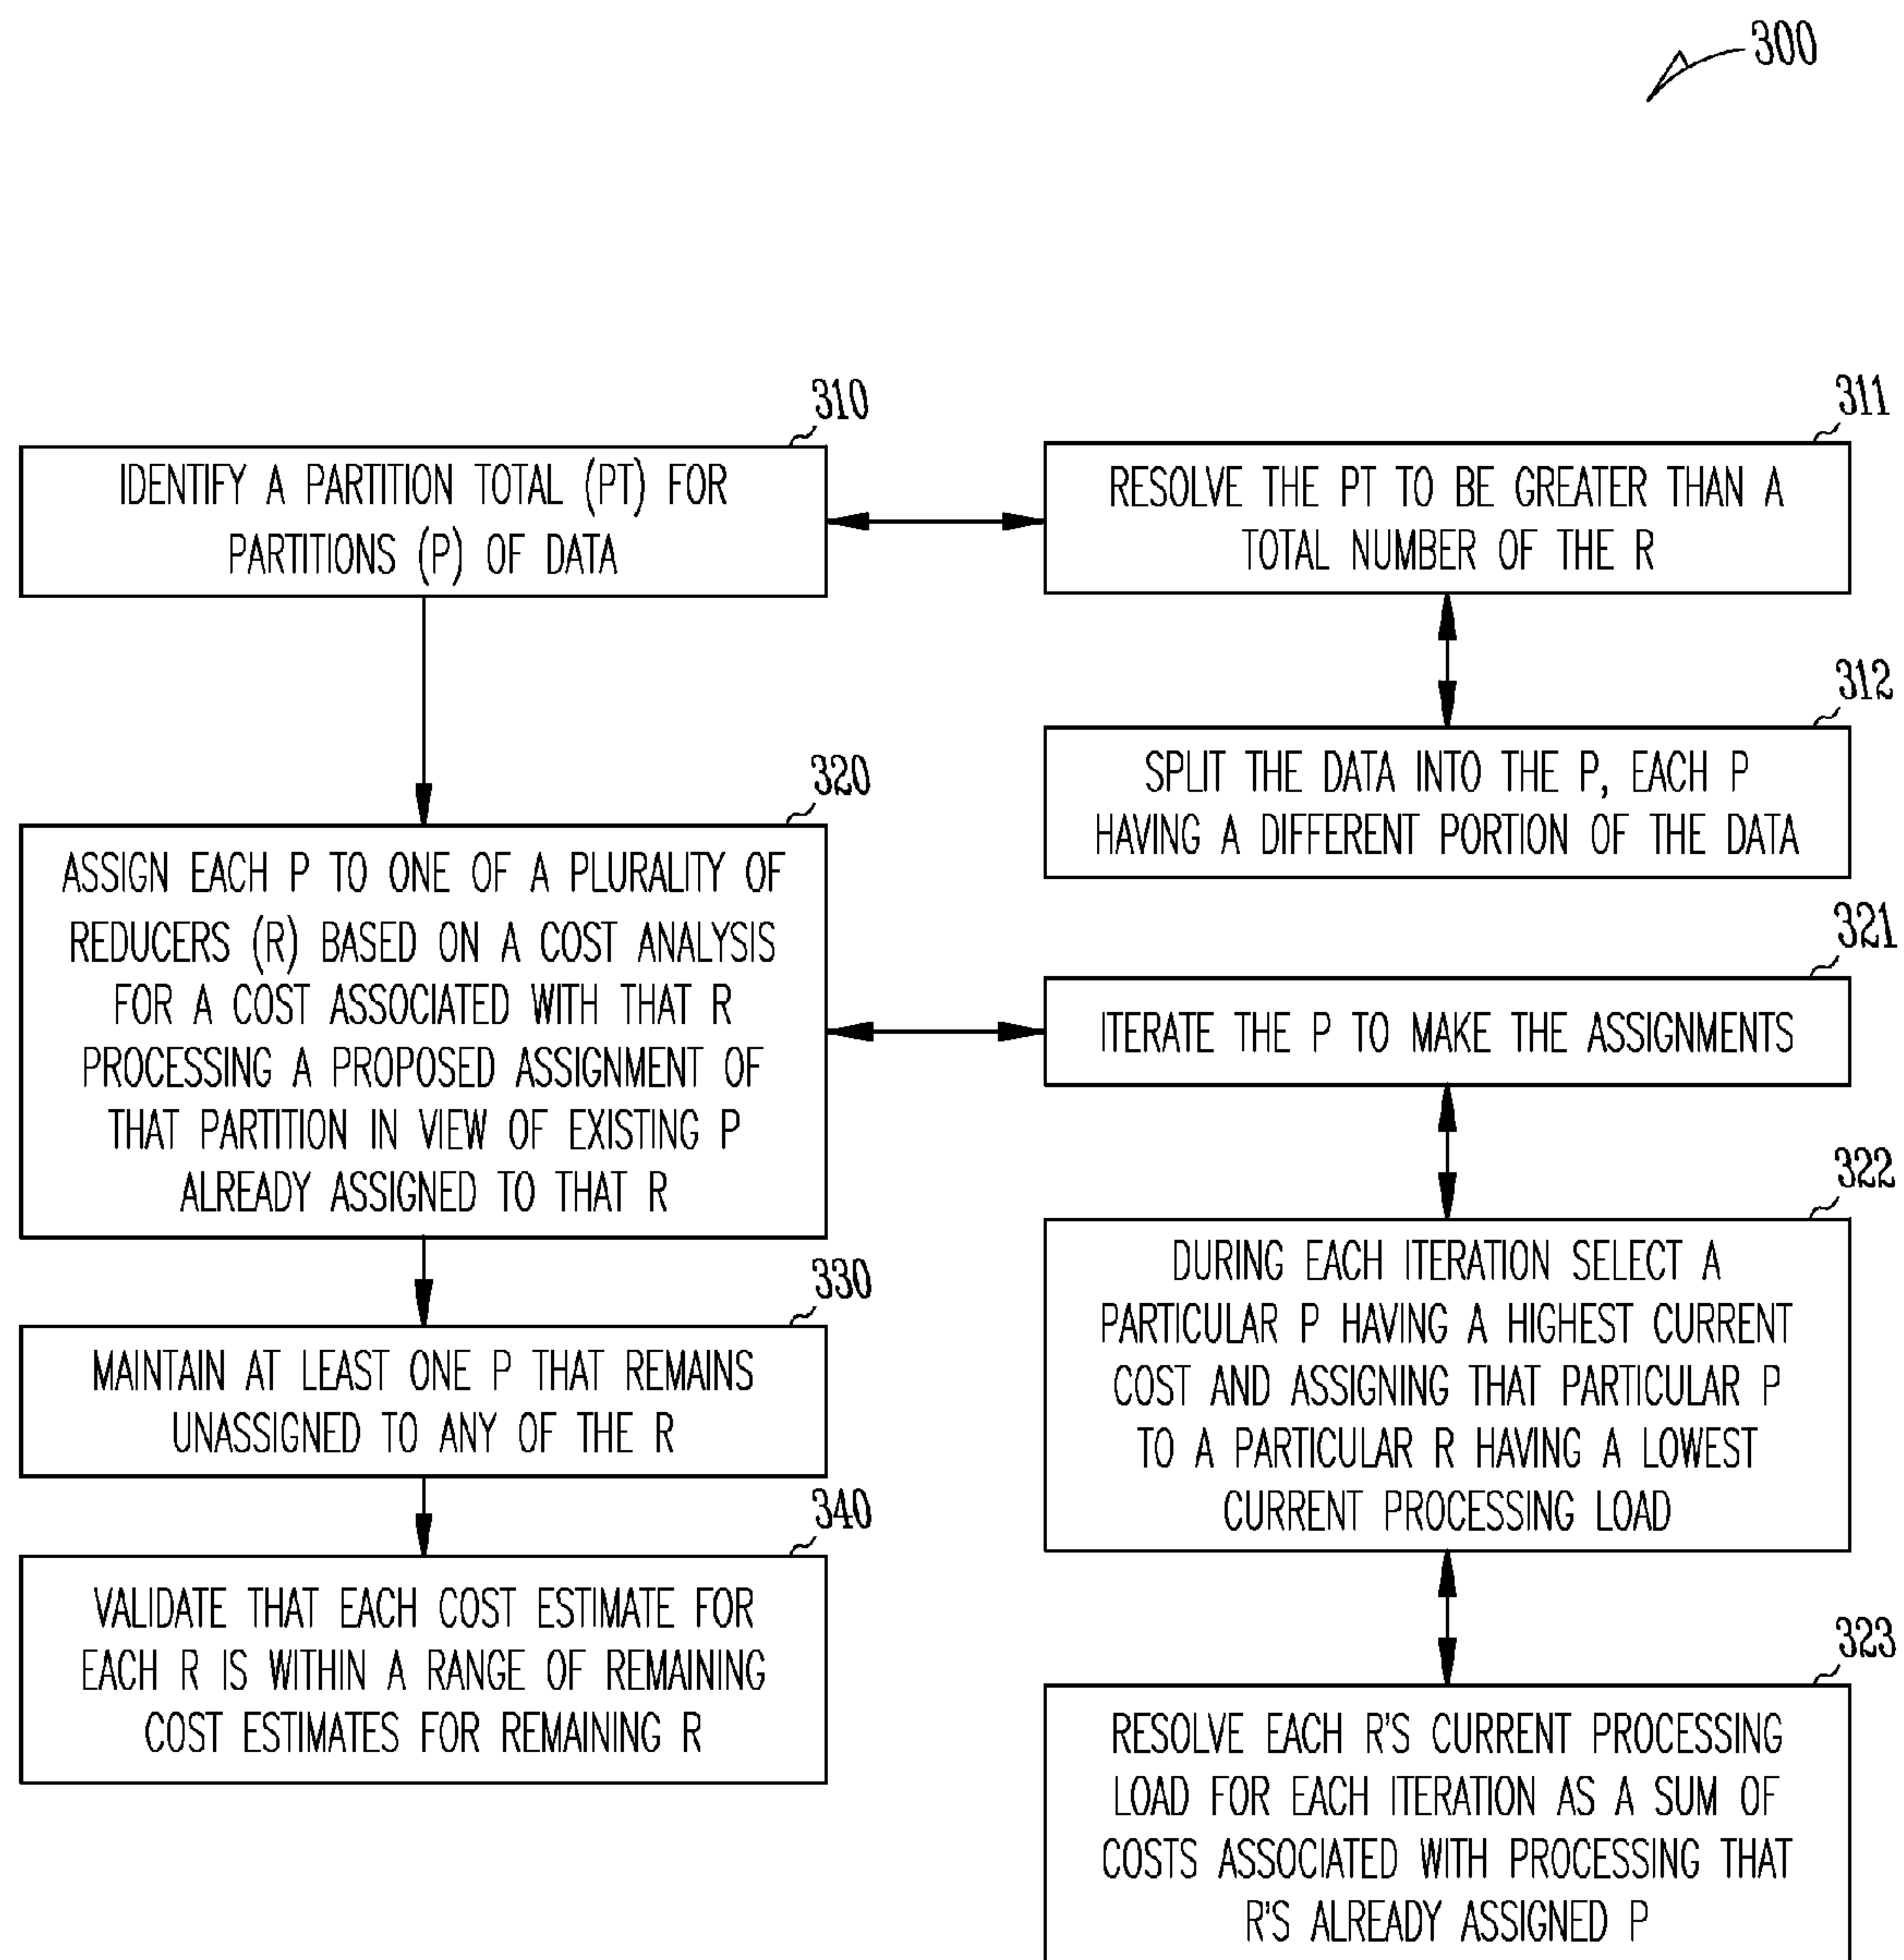 300
310
IDENTIFY A PARTITION TOTAL (PT) FOR
PARTITIONS (P) OF DATA
311
RESOLVE THE PT TO BE GREATER THAN A
TOTAL NUMBER OF THE R
312
SPLIT THE DATA INTO THE P, EACH P
HAVING A DIFFERENT PORTION OF THE DATA
320
ASSIGN EACH P TO ONE OF A PLURALITY OF
REDUCERS (R) BASED ON A COST ANALYSIS
FOR A COST ASSOCIATED WITH THAT R
PROCESSING A PROPOSED ASSIGNMENT OF
THAT PARTITION IN VIEW OF EXISTING P
ALREADY ASSIGNED TO THAT R
321
ITERATE THE P TO MAKE THE ASSIGNMENTS
322
DURING EACH ITERATION SELECT A
PARTICULAR P HAVING A HIGHEST CURRENT
COST AND ASSIGNING THAT PARTICULAR P
TO A PARTICULAR R HAVING A LOWEST
CURRENT PROCESSING LOAD
323
RESOLVE EACH R'S CURRENT PROCESSING
LOAD FOR EACH ITERATION AS A SUM OF
COSTS ASSOCIATED WITH PROCESSING THAT
R'S ALREADY ASSIGNED P
330
MAINTAIN AT LEAST ONE P THAT REMAINS
UNASSIGNED TO ANY OF THE R
340
VALIDATE THAT EACH COST ESTIMATE FOR
EACH R IS WITHIN A RANGE OF REMAINING
COST ESTIMATES FOR REMAINING R